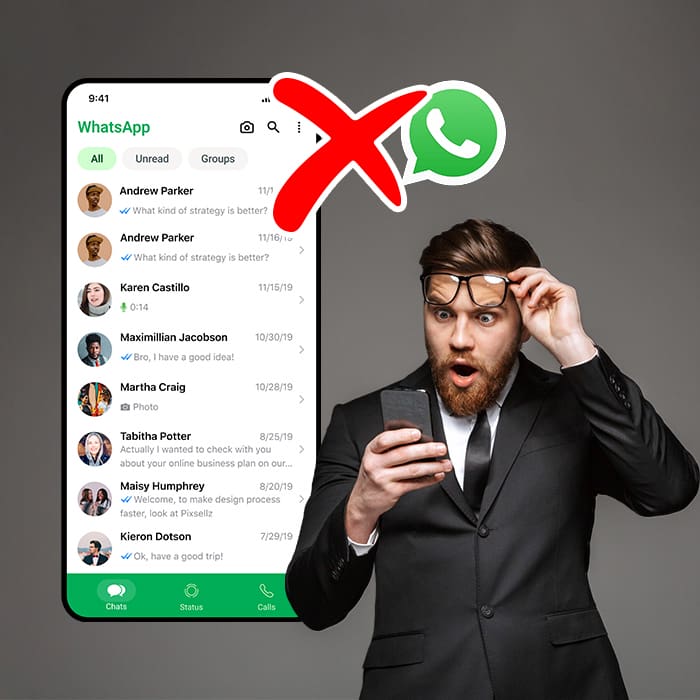 9:41
WhatsApp
All Unread Groups
Andrew Parker
What kind of strategy is better?
Andrew Parker 11/16/19
What kind of strategy is better?
Karen Castillo 11/15/19
0:14
Maximillian Jacobson 10/30/19
Bro, I have a good idea!
Martha Craig 10/28/19
Photo
Tabitha Potter 8/25/19
Actually I wanted to check with you
about your online business plan on our...
Maisy Humphrey 8/20/19
Welcome, to make design process
faster, look at Pixsellz
Kieron Dotson 7/29/19
Ok, have a good trip!
Chats Status Calls